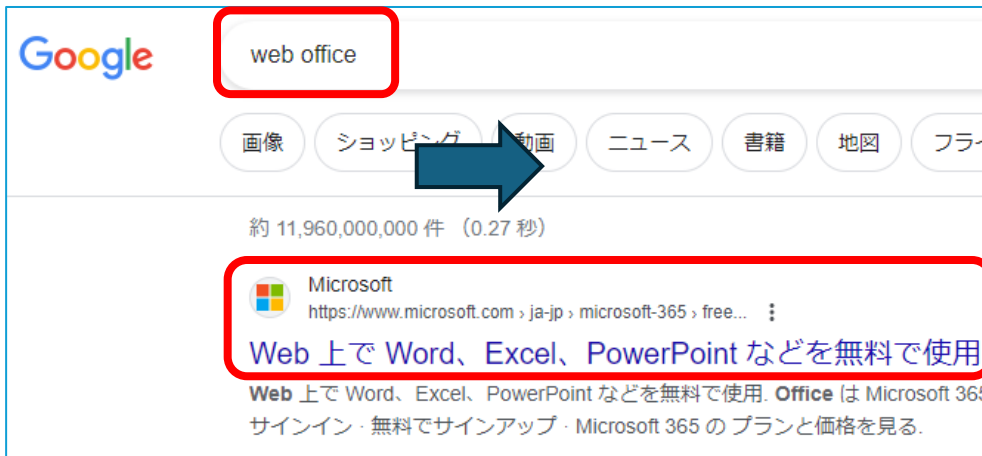 Google
web office
画像 ショッピング 動画 ニュース 書籍 地図 フライ
約 11,960,000,000 件 (0.27 秒)
Microsoft
https://www.microsoft.com › ja-jp › microsoft-365 › free...
Web 上で Word、Excel、PowerPoint などを無料で使用
Web 上で Word、Excel、PowerPoint などを無料で使用. Office は Microsoft 365
サインイン · 無料でサインアップ · Microsoft 365 の プランと価格を見る.